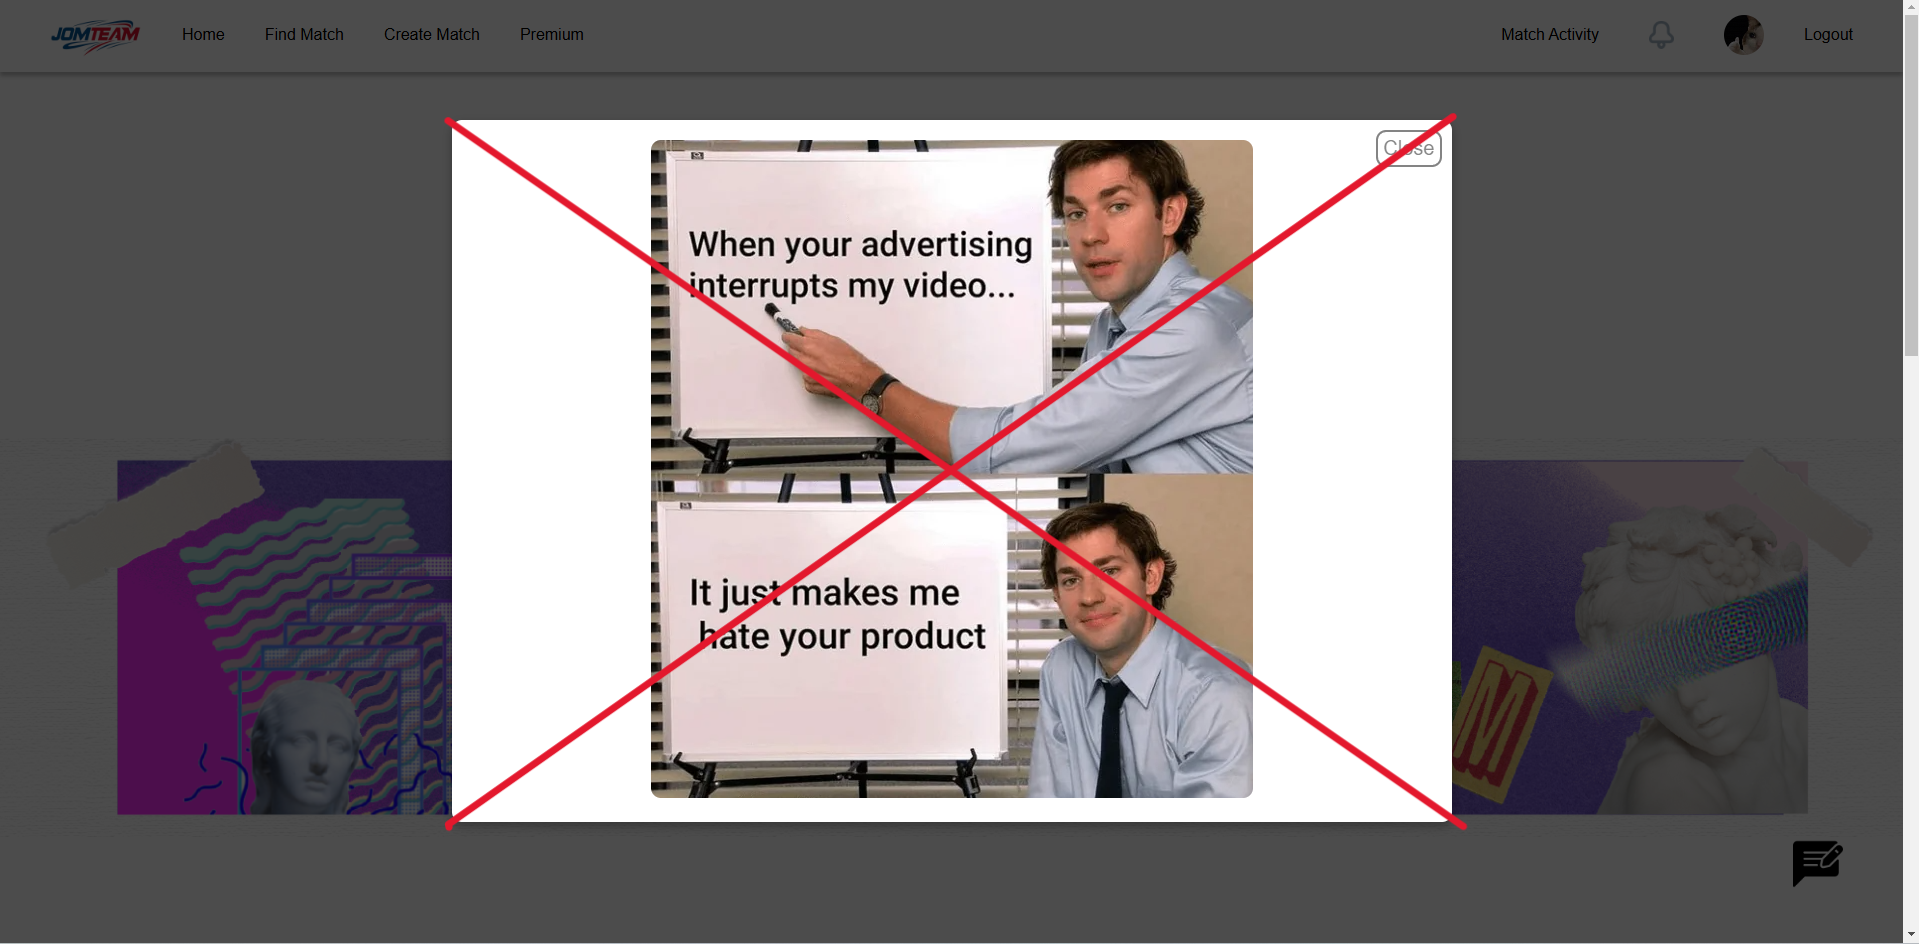 JOMTEAM
Home
Find Match
Create Match
Premium
Match Activity
Logout
Close
When your advertising
interrupts my video...
It just makes me
hate your product
M